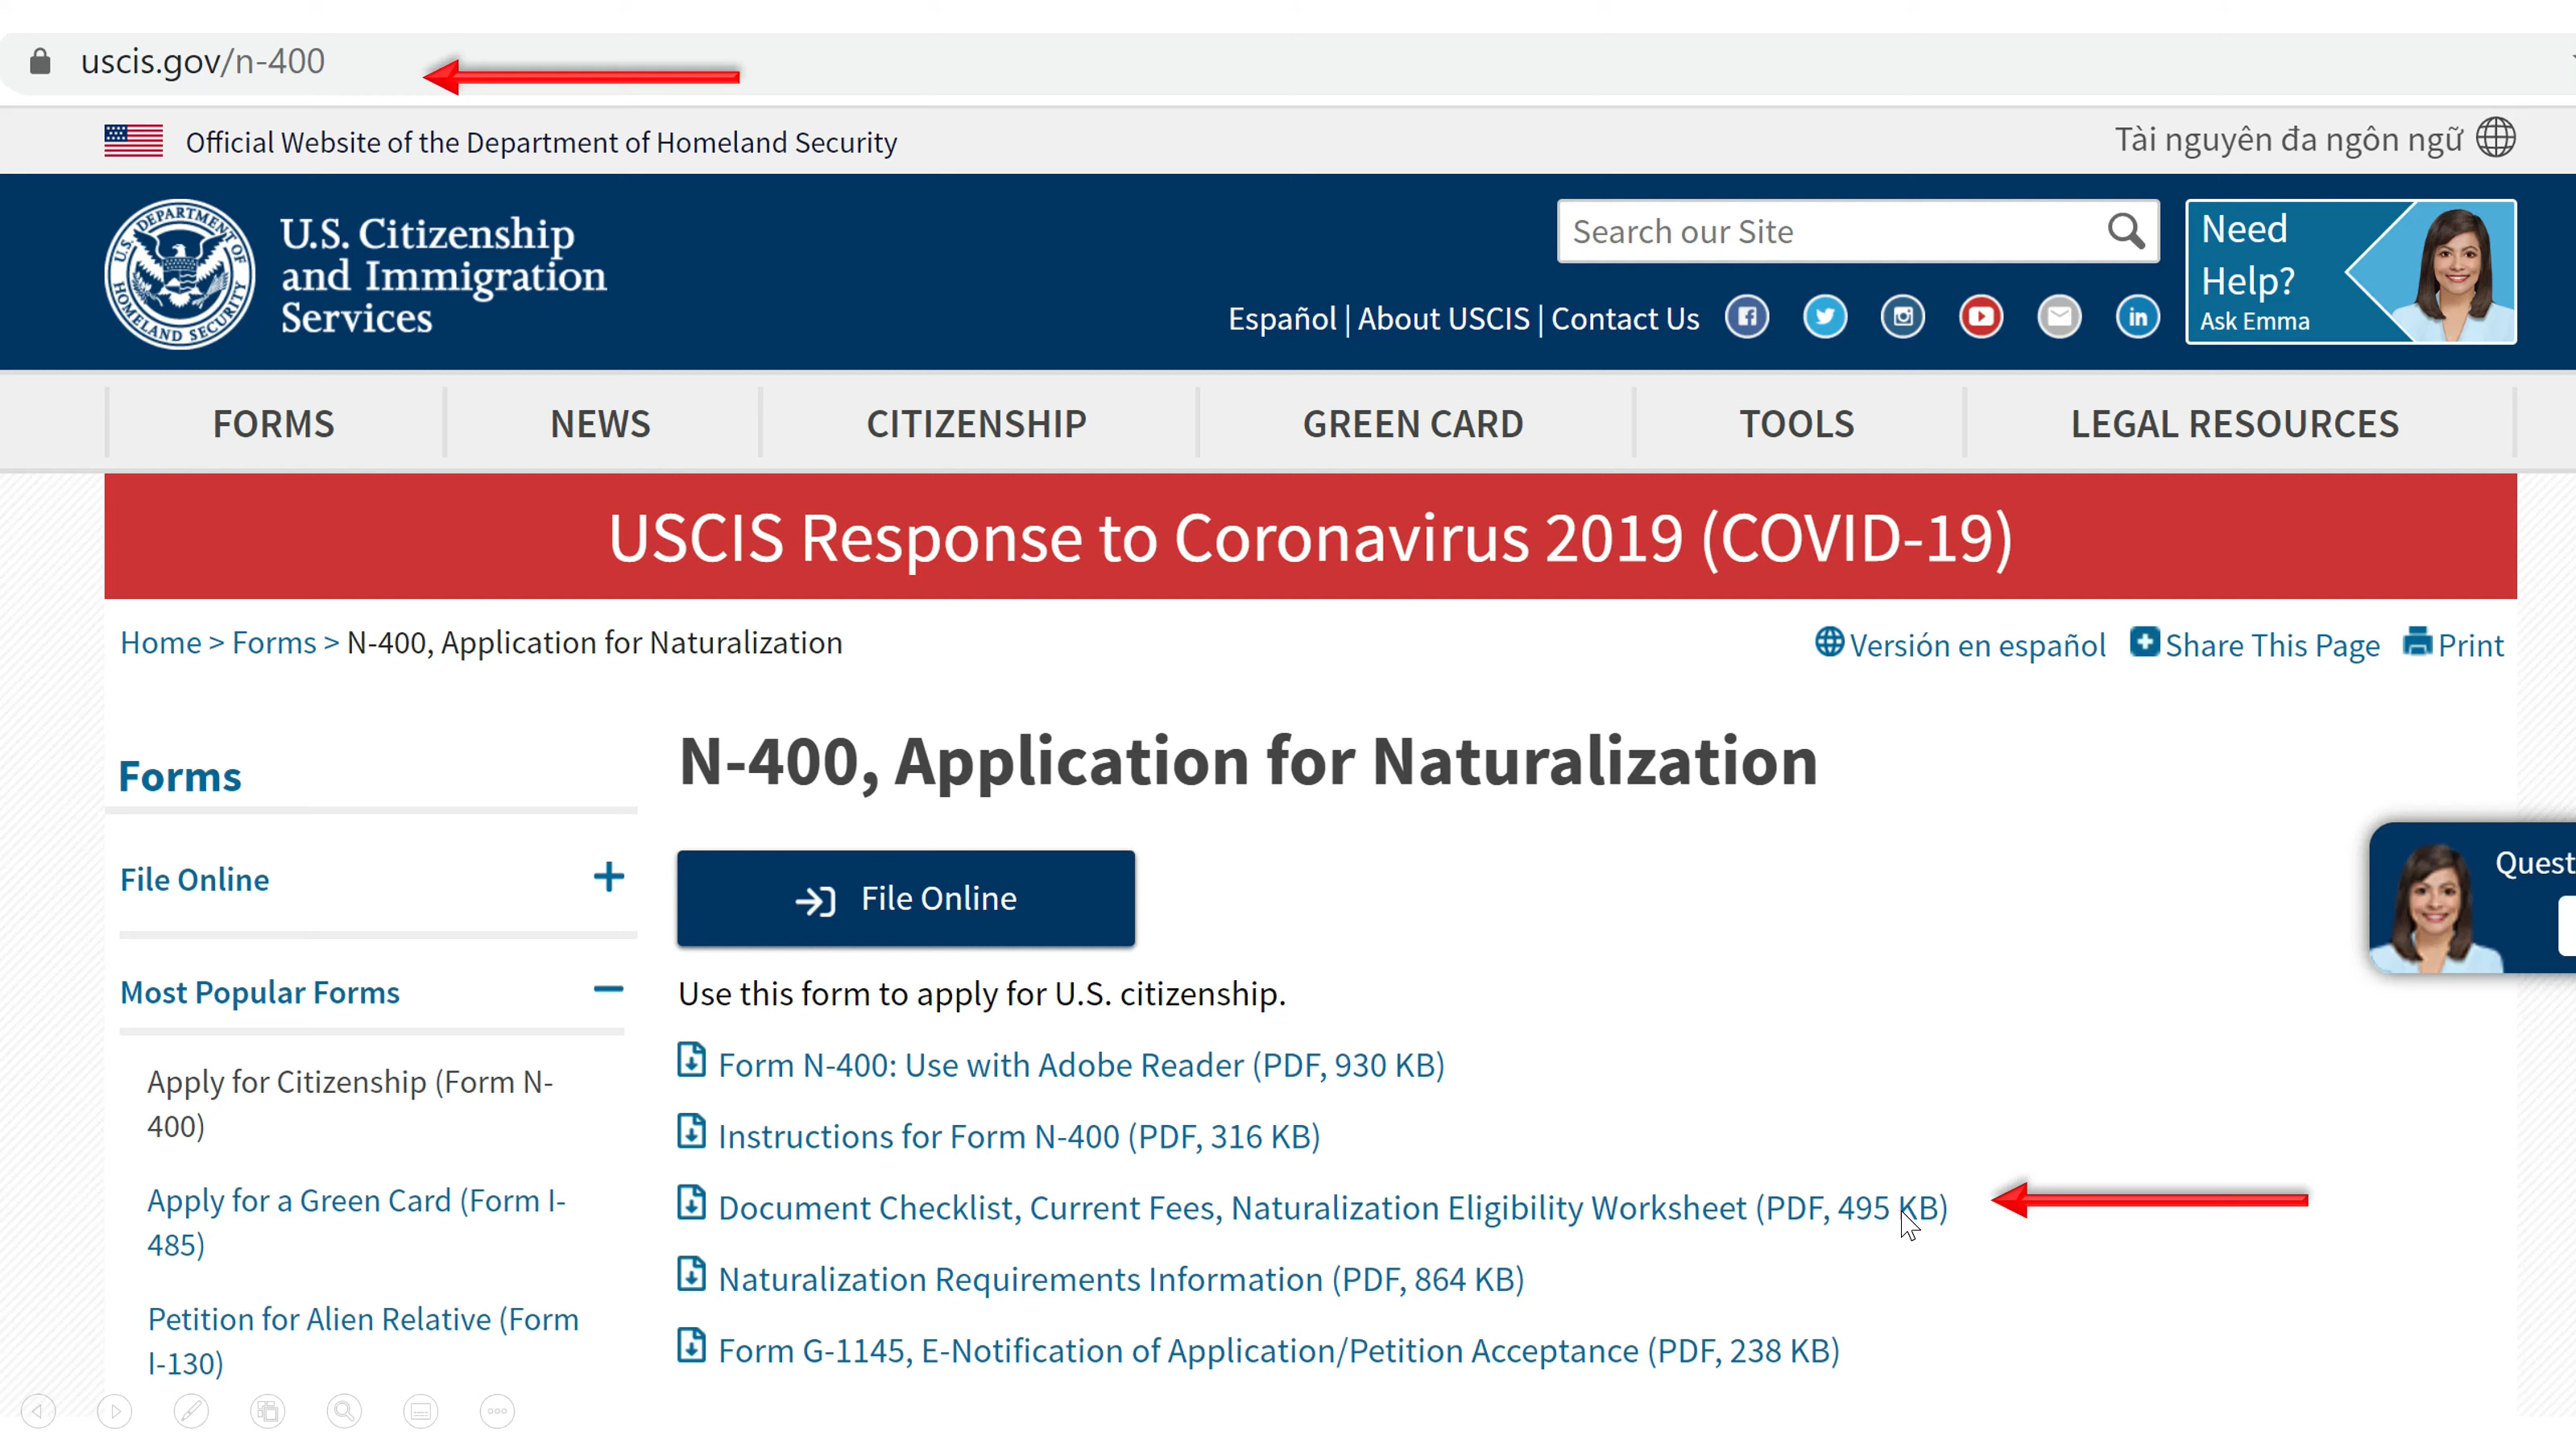 uscis.gov/n-400
Official Website of the Department of Homeland Security
Tài nguyên đa ngôn ngữ
U.S. DEPARTMENT OF
HOMELAND SECURITY
U.S. Citizenship
and Immigration
Services
Search our Site
Need
Help?
Ask Emma
Español | About USCIS | Contact Us
FORMS NEWS CITIZENSHIP GREEN CARD TOOLS LEGAL RESOURCES
USCIS Response to Coronavirus 2019 (COVID-19)
Home > Forms > N-400, Application for Naturalization
Versión en español Share This Page Print
Forms
File Online
Most Popular Forms
Apply for Citizenship (Form N-
400)
Apply for a Green Card (Form I-
485)
Petition for Alien Relative (Form
I-130)
N-400, Application for Naturalization
File Online
Use this form to apply for U.S. citizenship.
Form N-400: Use with Adobe Reader (PDF, 930 KB)
Instructions for Form N-400 (PDF, 316 KB)
Document Checklist, Current Fees, Naturalization Eligibility Worksheet (PDF, 495 KB)
Naturalization Requirements Information (PDF, 864 KB)
Form G-1145, E-Notification of Application/Petition Acceptance (PDF, 238 KB)
Quest